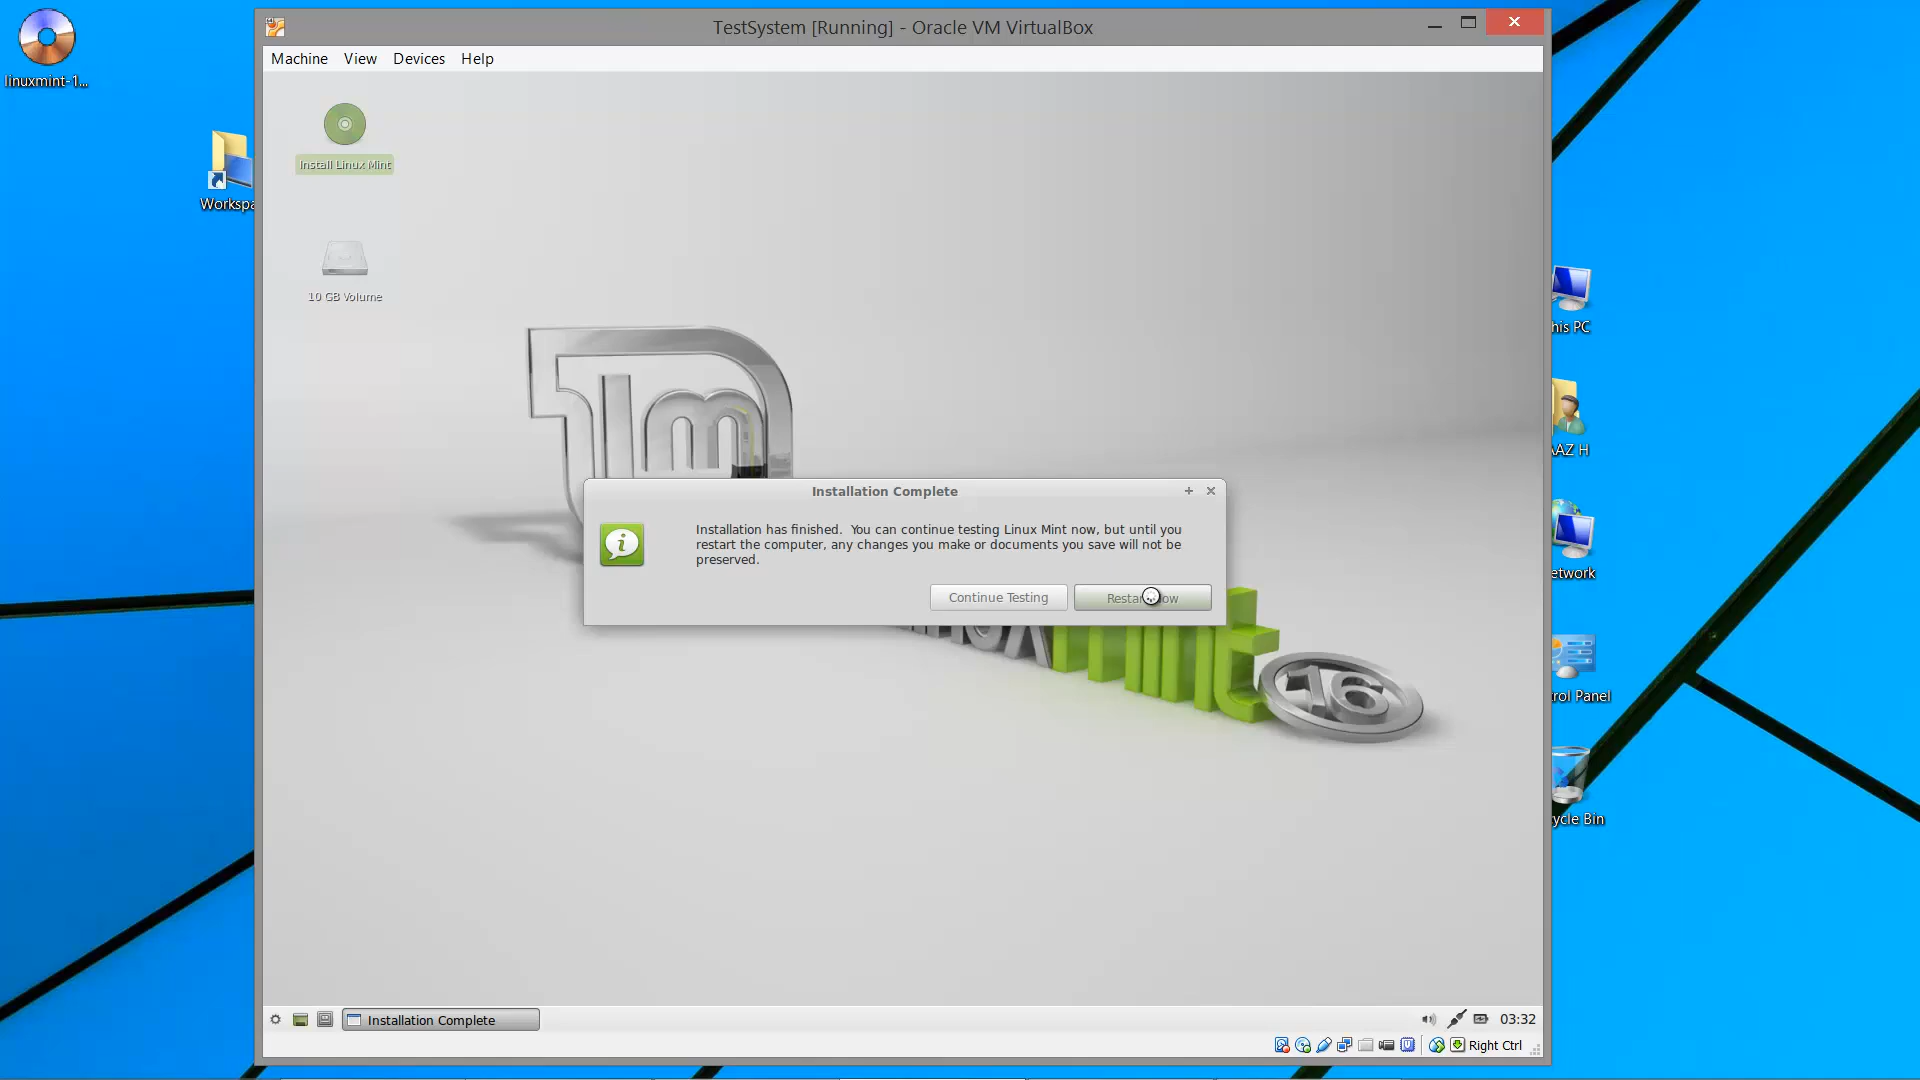 linuxmint-1...
Workspa
TestSystem [Running] - Oracle VM VirtualBox
Machine View Devices Help
Install Linux Mint
10 GB Volume
Installation Complete
Installation has finished. You can continue testing Linux Mint now, but until you
restart the computer, any changes you make or documents you save will not be
preserved.
Continue Testing
16
Installation Complete
03:32
Right Ctrl
his PC
AAZ H
etwork
rol Panel
ycle Bin